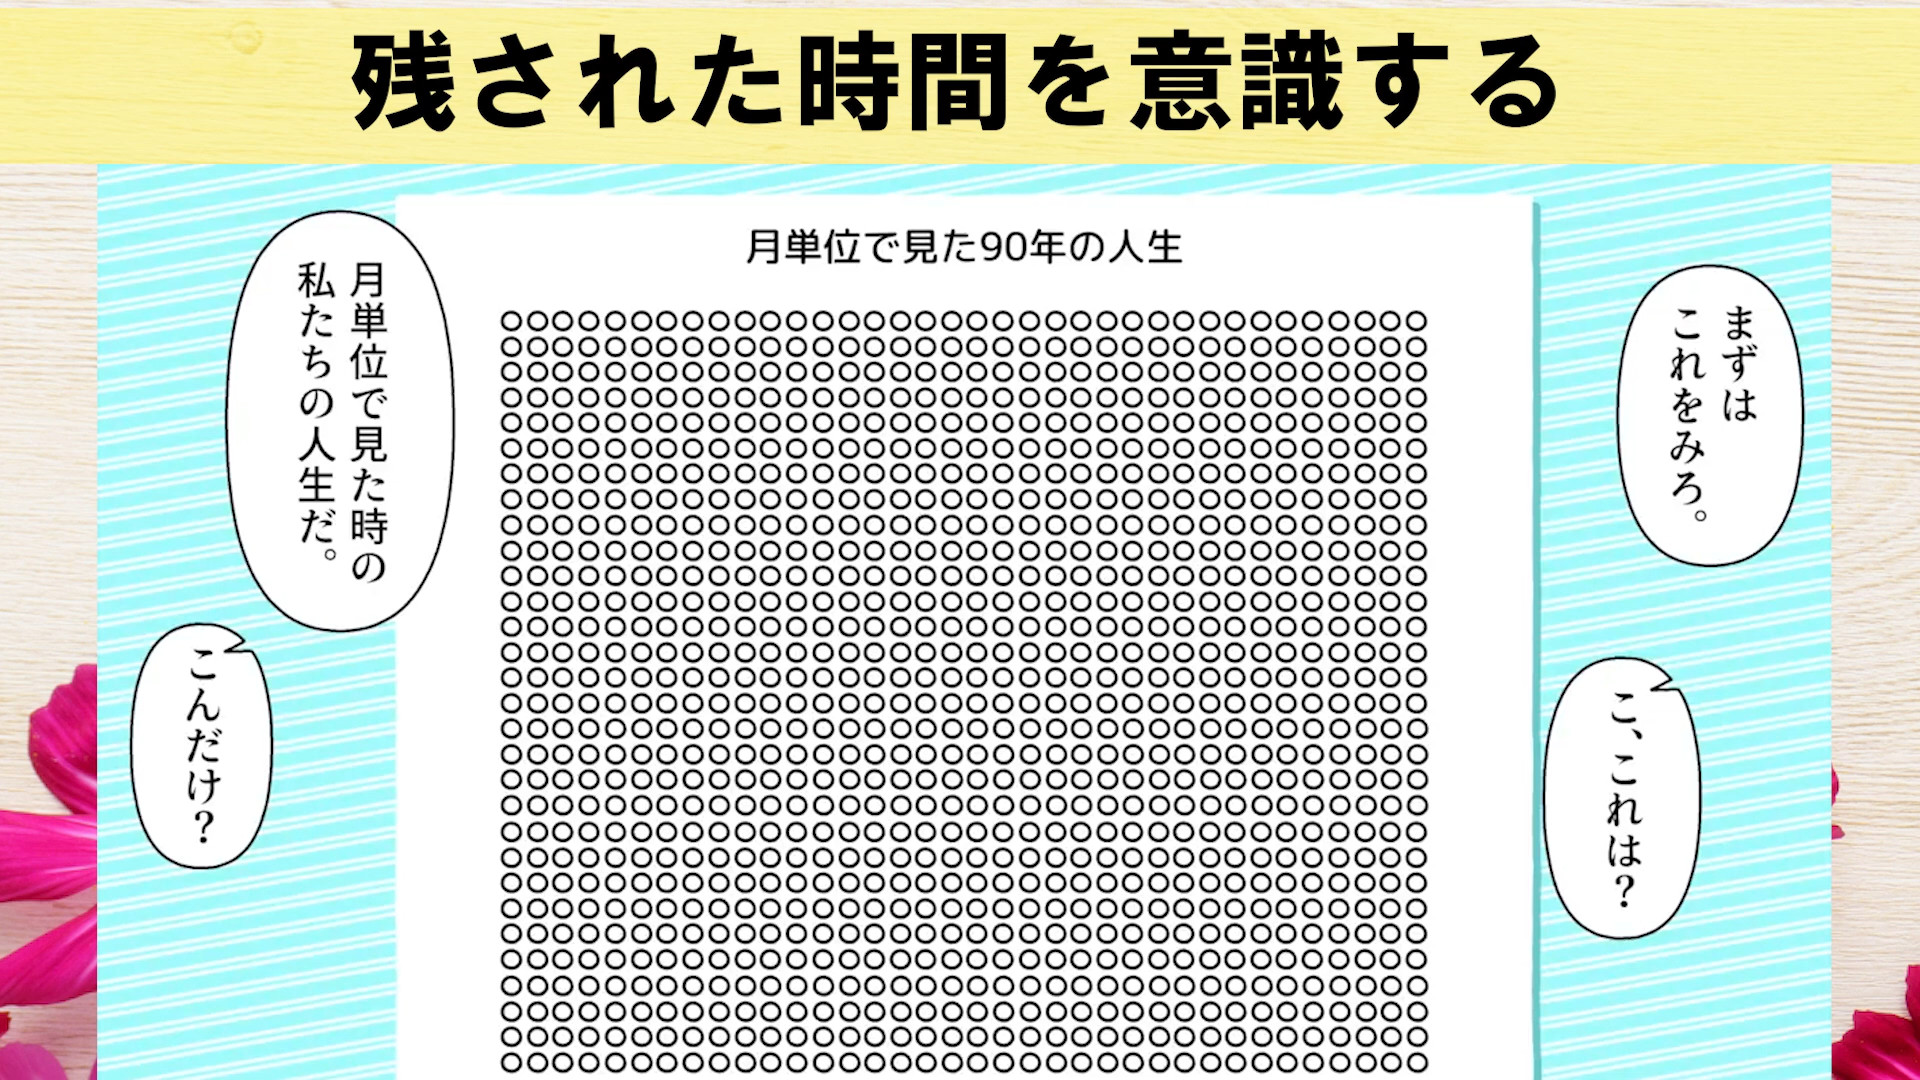 残された時間を意識する
月単位で見た90年の人生
まずは
これをみろ。
こ、これは？
月単位で見た時の
私たちの人生だ。
こんだけ？